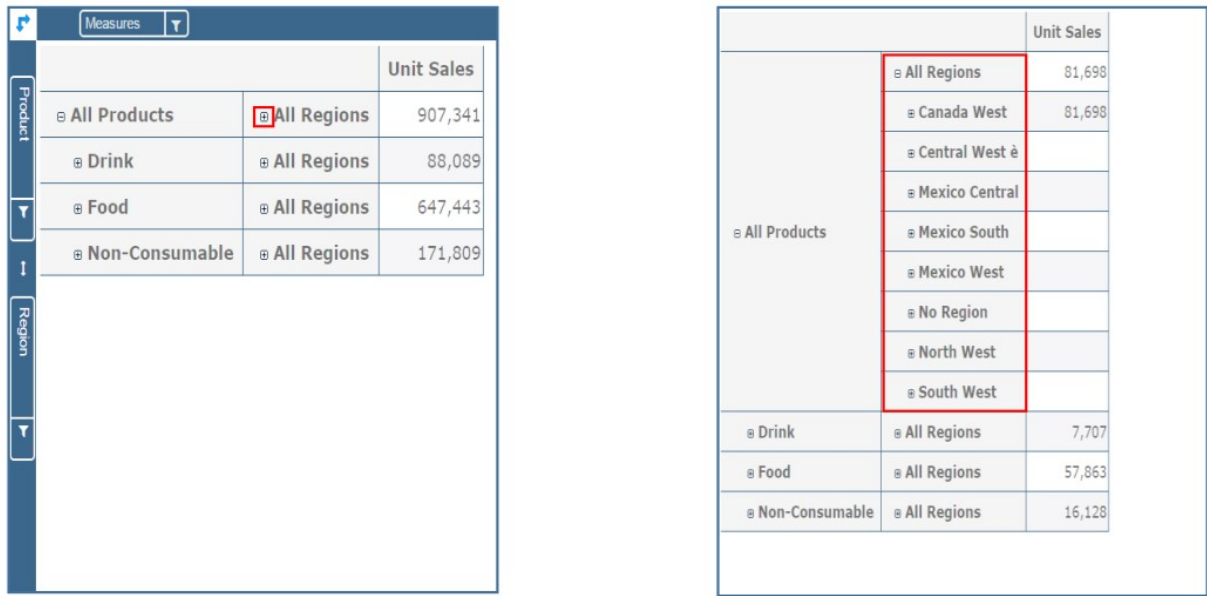 Measures
Product
Region
Unit Sales
All Products All Regions 907,341
Drink All Regions 88,089
Food All Regions 647,443
Non-Consumable All Regions 171,809
Unit Sales
All Regions 81,698
Canada West 81,698
Central West è
Mexico Central
All Products Mexico South
Mexico West
No Region
North West
South West
Drink All Regions 7,707
Food All Regions 57,863
Non-Consumable All Regions 16,128